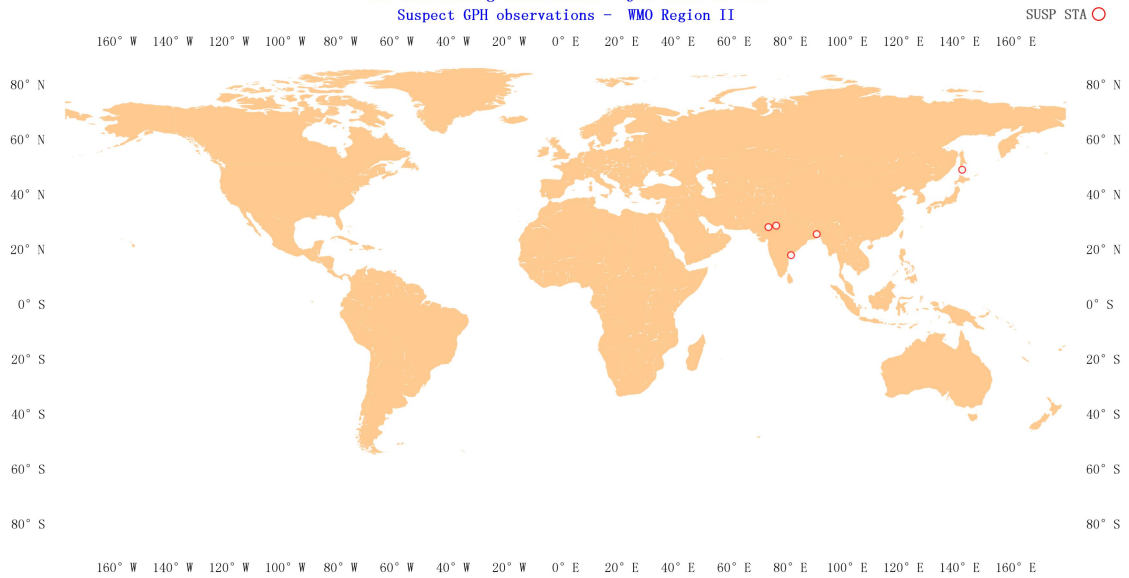 Suspect GPH observations - WMO Region II
SUSP STA
160° W 140° W 120° W 100° W 80° W 60° W 40° W 20° W 0° E 20° E 40° E 60° E 80° E 100° E 120° E 140° E 160° E
80° N 80° N
60° N 60° N
40° N 40° N
20° N 20° N
0° S 0° S
20° S 20° S
40° S 40° S
60° S 60° S
80° S 80° S
160° W 140° W 120° W 100° W 80° W 60° W 40° W 20° W 0° E 20° E 40° E 60° E 80° E 100° E 120° E 140° E 160° E